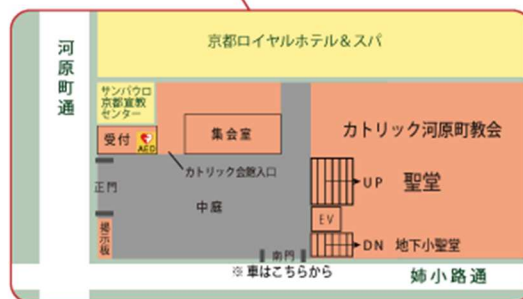 京都ロイヤルホテル＆スパ
河原町通
サンパウロ
京都宣教
センター
受付
AED
集会室
カトリック河原町教会
カトリック会館入口
UP 聖堂
正門
中庭
EV
掲示板
DN 地下小聖堂
南門
※車はこちらから
姉小路通